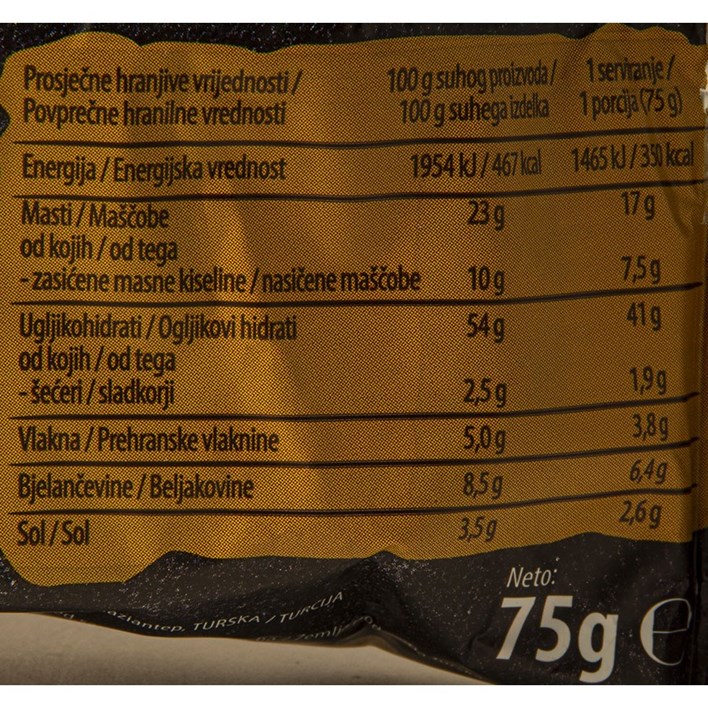 Prosječne hranjive vrijednosti / 100 g suhog proizvoda / 1 serviranje /
Povprečne hranilne vrednosti 100 g suhega izdelka 1 porcija (75 g)
Energija / Energijska vrednost 1954 kJ / 467 kcal 1465 kJ / 350 kcal
Masti / Maščobe 23 g 17 g
od kojih / od tega
- zasićene masne kiseline / nasičene maščobe 10 g 7,5 g
Ugljikohidrati / Ogljikovi hidrati 54 g 41 g
od kojih / od tega
- šećeri / sladkorji 2,5 g 1,9 g
Vlakna / Prehranske vlaknine 5,0 g 3,8 g
Bjelančevine / Beljakovine 8,5 g 6,4 g
Sol / Sol 3,5 g 2,6 g
Neto:
75g e
TURSKA / TURČIJA